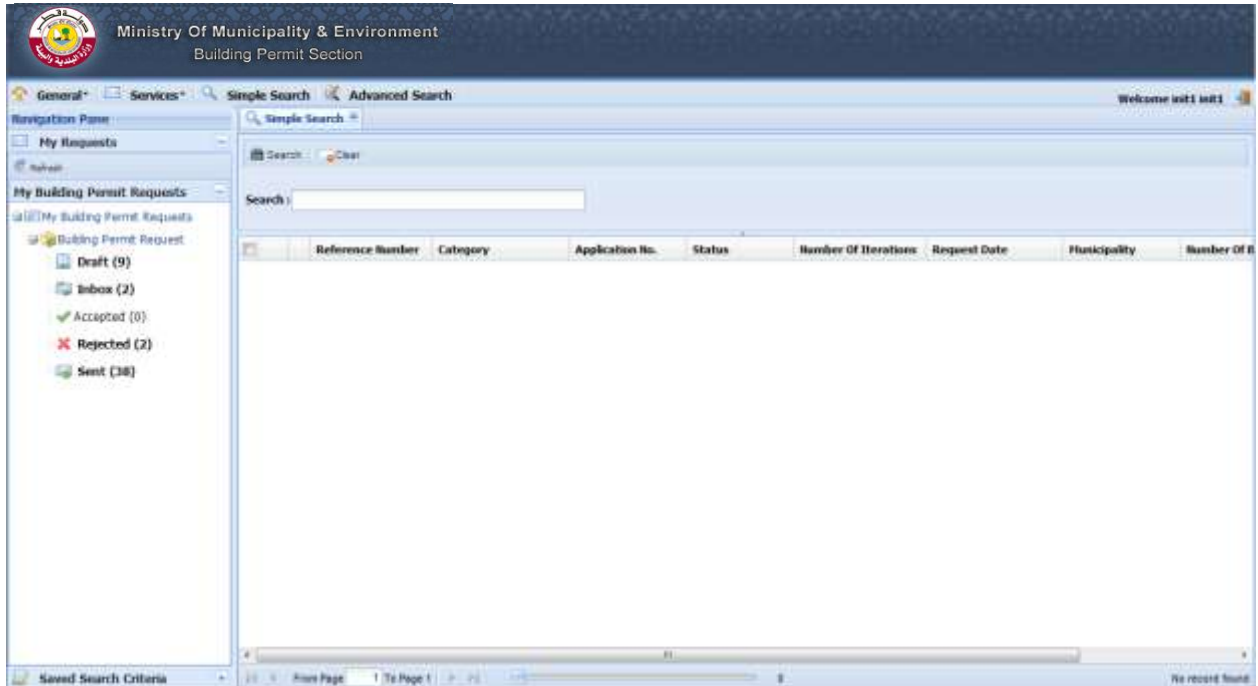 Ministry Of Municipality & Environment
Building Permit Section
General
Services
Simple Search
Advanced Search
Welcome init1 init1
Navigation Pane
Simple Search
My Requests
Search
Clear
Refresh
My Building Permit Requests
Search :
My Building Permit Requests
Building Permit Request
Reference Number
Category
Application No.
Status
Number Of Iterations
Request Date
Municipality
Number Of B
Draft (9)
Inbox (2)
Accepted (0)
Rejected (2)
Sent (38)
Saved Search Criteria
From Page 1 To Page 1
No record found